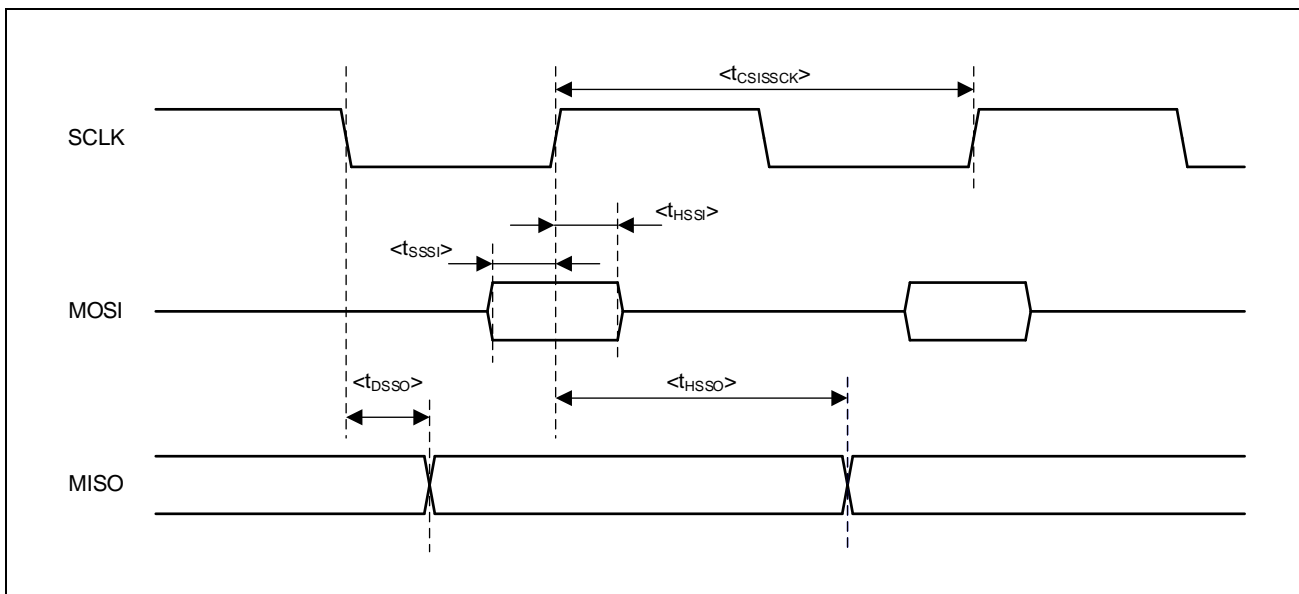 <tCSISSCK>
SCLK
<tHSSI>
<tSSSI>
MOSI
<tDSSO>
<tHSSO>
MISO